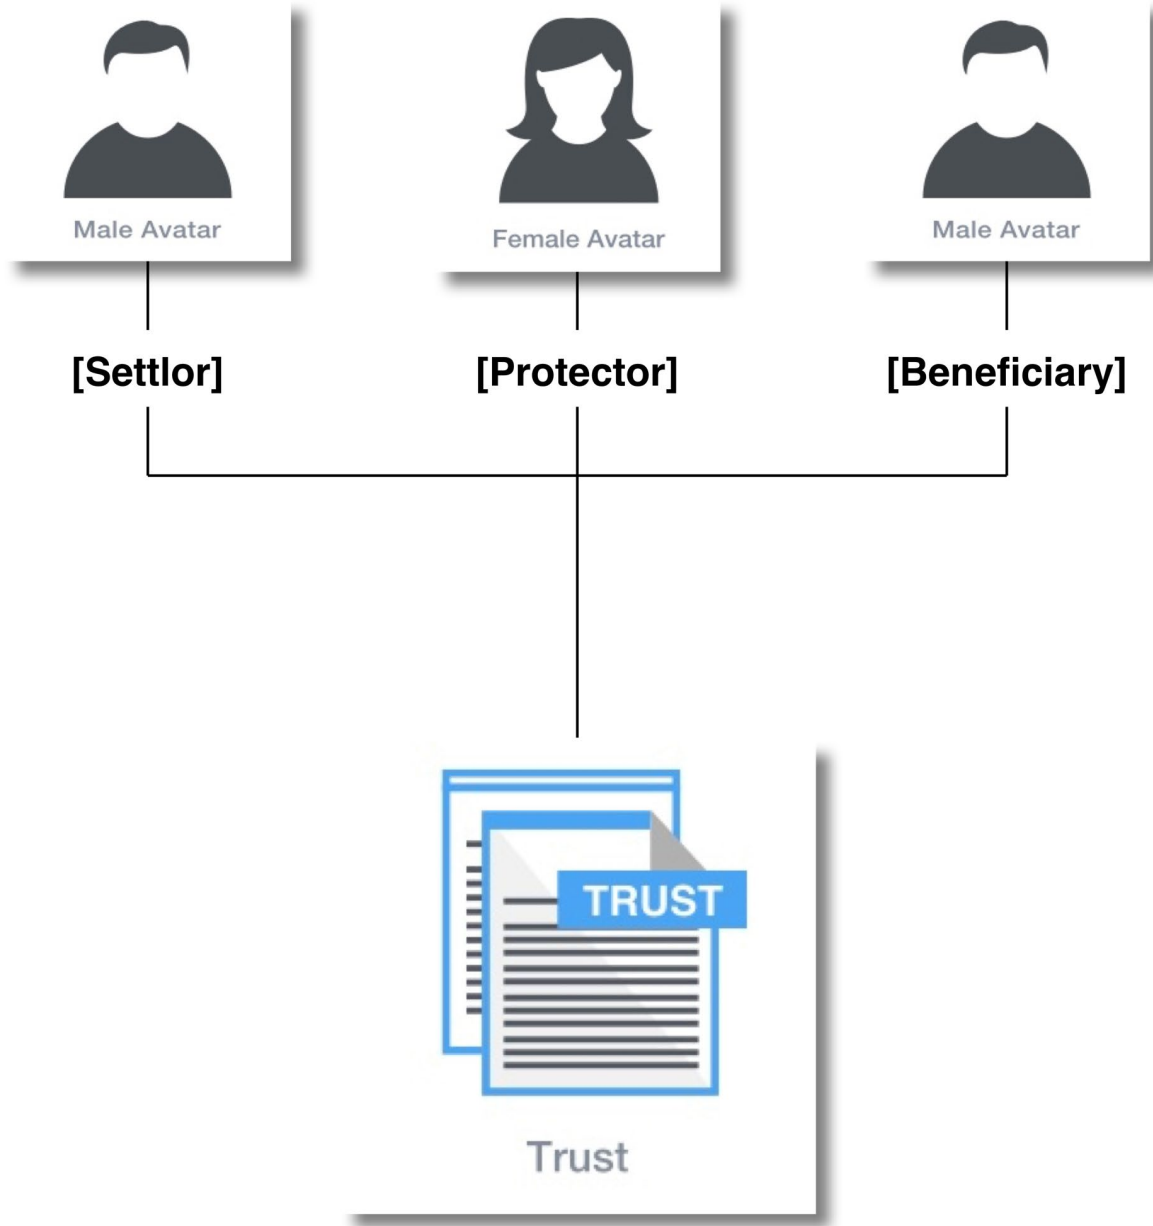 Male Avatar
Female Avatar
Male Avatar
[Settlor]
[Protector]
[Beneficiary]
TRUST
Trust